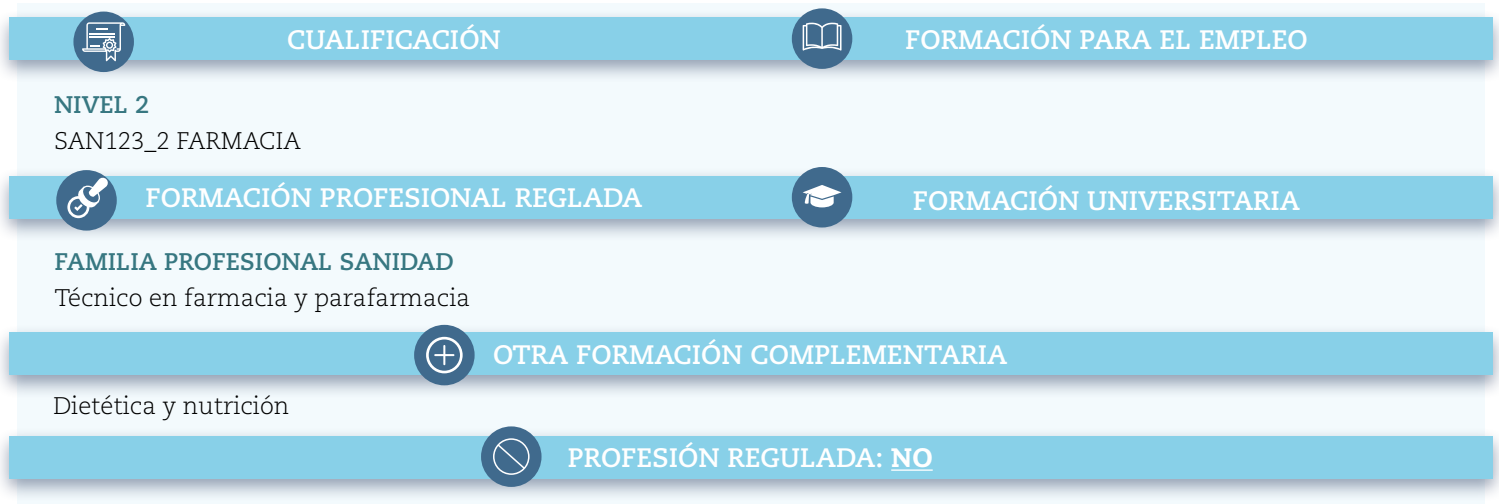 CUALIFICACIÓN
FORMACIÓN PARA EL EMPLEO
NIVEL 2
SAN123_2 FARMACIA
FORMACIÓN PROFESIONAL REGLADA
FORMACIÓN UNIVERSITARIA
FAMILIA PROFESIONAL SANIDAD
Técnico en farmacia y parafarmacia
OTRA FORMACIÓN COMPLEMENTARIA
Dietética y nutrición
PROFESIÓN REGULADA: NO